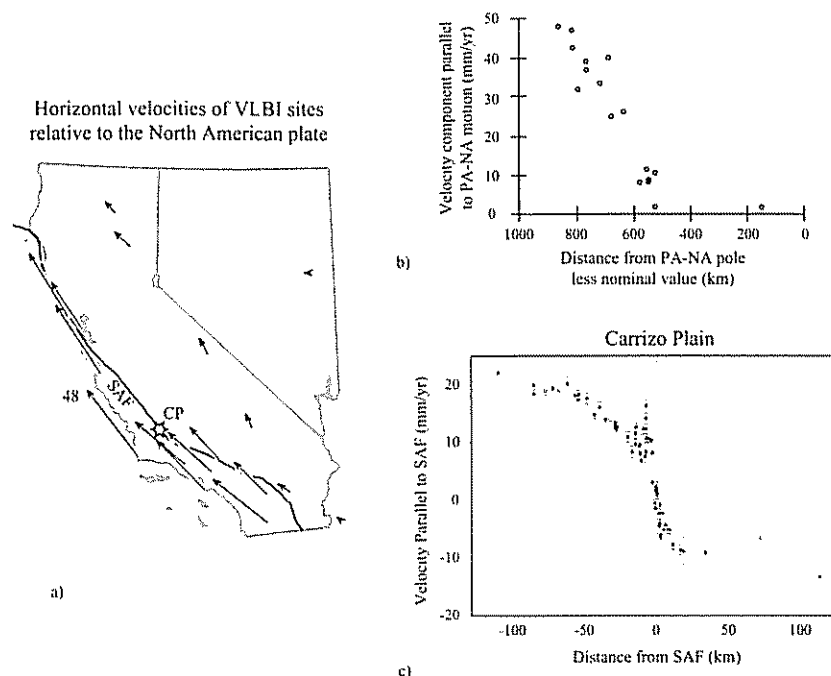 Horizontal velocities of VLBI sites
relative to the North American plate
SAF
CP
48
a)
Velocity component parallel
to PA-NA motion (mm/yr)
50
40
30
20
10
0
1000
800
600
400
200
0
Distance from PA-NA pole
less nominal value (km)
b)
Carrizo Plain
Velocity Parallel to SAF (mm/yr)
20
10
0
-10
-20
-100
-50
0
50
100
Distance from SAF (km)
c)